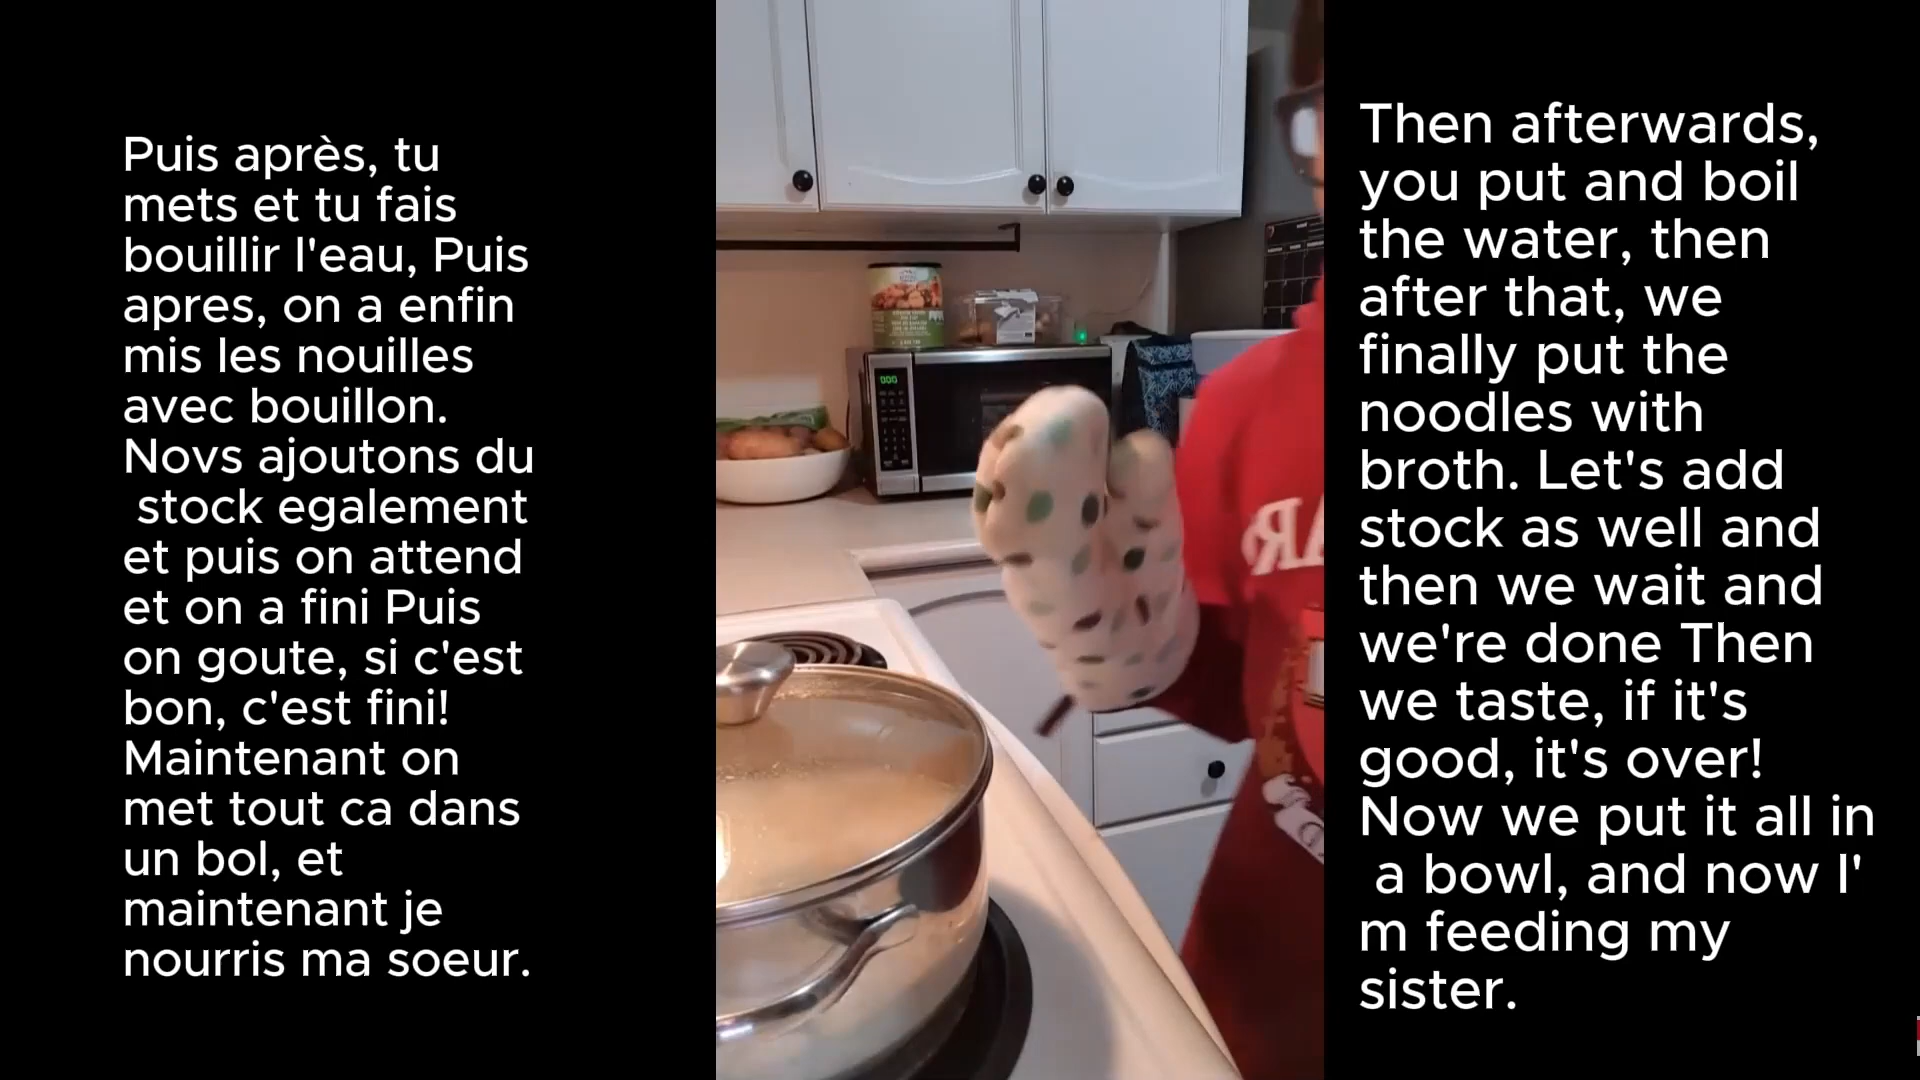 Puis après, tu
mets et tu fais
bouillir l'eau, Puis
apres, on a enfin
mis les nouilles
avec bouillon.
Novs ajoutons du
stock egalement
et puis on attend
et on a fini Puis
on goute, si c'est
bon, c'est fini!
Maintenant on
met tout ca dans
un bol, et
maintenant je
nourris ma soeur.
Then afterwards,
you put and boil
the water, then
after that, we
finally put the
noodles with
broth. Let's add
stock as well and
then we wait and
we're done Then
we taste, if it's
good, it's over!
Now we put it all in
a bowl, and now I'
m feeding my
sister.